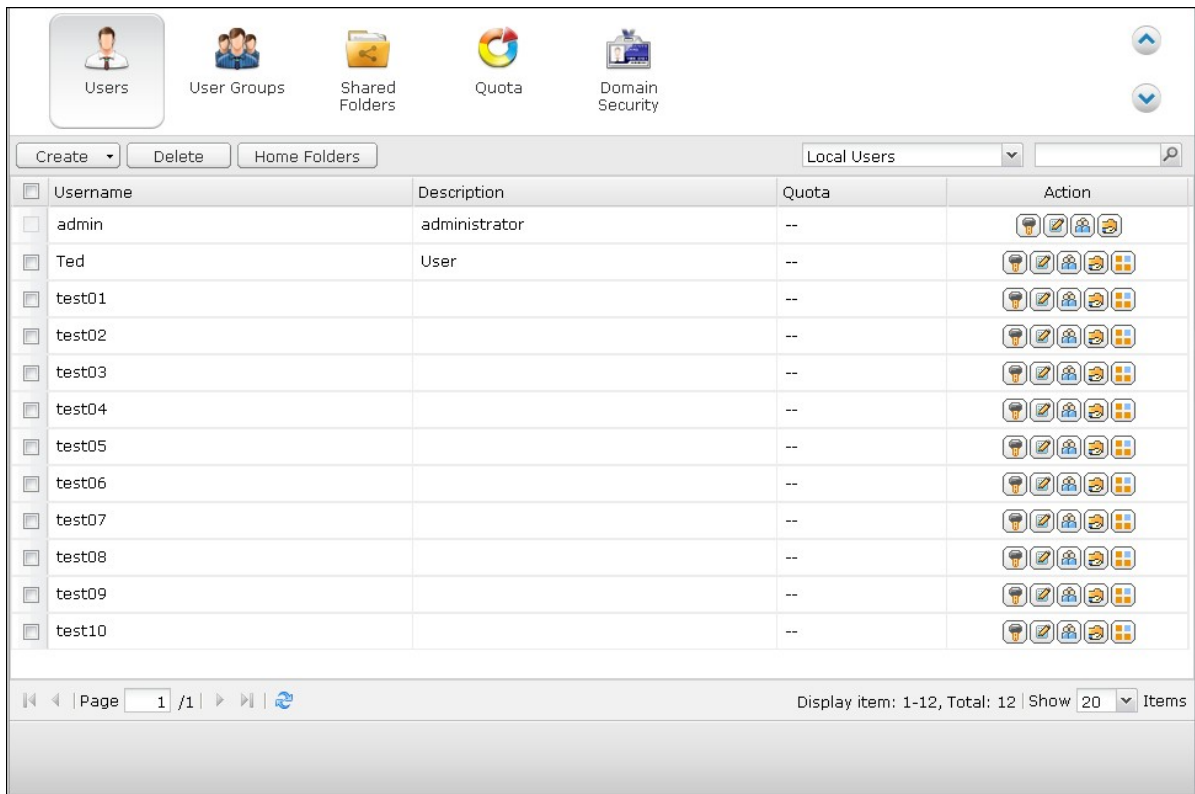 Users
User Groups
Shared
Folders
Quota
Domain
Security
Create
Delete
Home Folders
Local Users
Username
Description
Quota
Action
admin administrator --
Ted User --
test01 --
test02 --
test03 --
test04 --
test05 --
test06 --
test07 --
test08 --
test09 --
test10 --
Page 1 /1
Display item: 1-12, Total: 12 | Show 20 Items